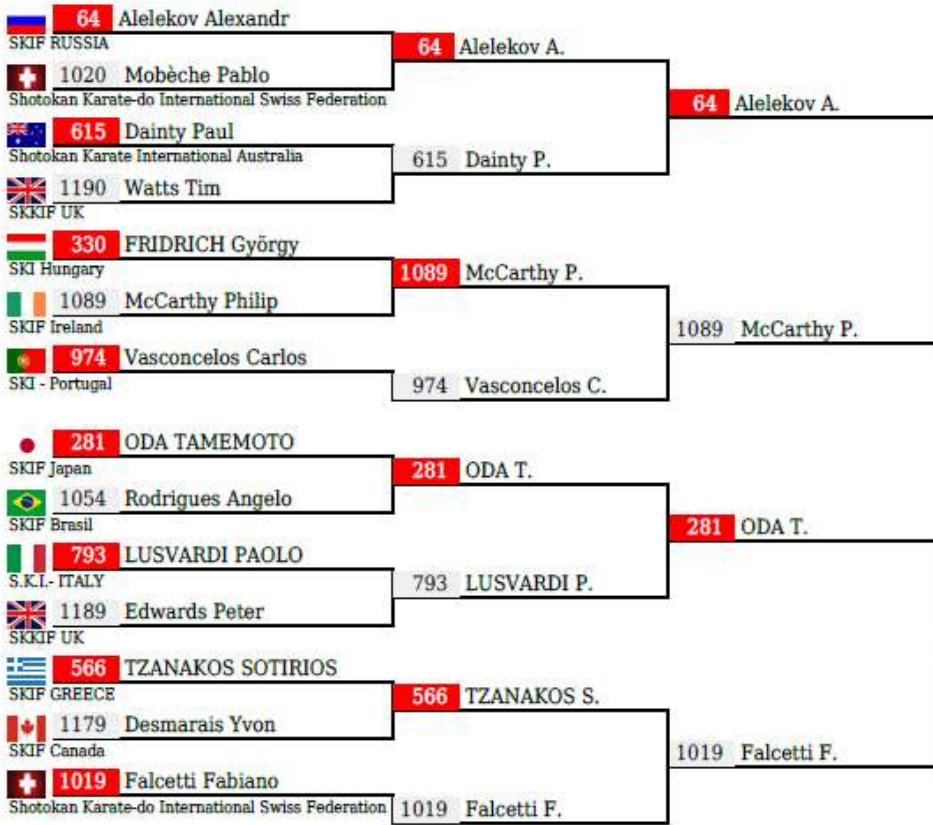 64 Alelekov Alexandr
SKIF RUSSIA
64 Alelekov A.
1020 Mobèche Pablo
Shotokan Karate-do International Swiss Federation
64 Alelekov A.
615 Dainty Paul
Shotokan Karate International Australia
615 Dainty P.
1190 Watts Tim
SKKIF UK
330 FRIDRICH György
SKI Hungary
1089 McCarthy P.
1089 McCarthy Philip
SKIF Ireland
1089 McCarthy P.
974 Vasconcelos Carlos
SKI - Portugal
974 Vasconcelos C.
281 ODA TAMEMOTO
SKIF Japan
281 ODA T.
1054 Rodrigues Angelo
SKIF Brasil
281 ODA T.
793 LUSVARDI PAOLO
S.K.I.- ITALY
793 LUSVARDI P.
1189 Edwards Peter
SKKIF UK
566 TZANAKOS SOTIRIOS
SKIF GREECE
566 TZANAKOS S.
1179 Desmarais Yvon
SKIF Canada
1019 Falcetti F.
1019 Falcetti Fabiano
Shotokan Karate-do International Swiss Federation
1019 Falcetti F.